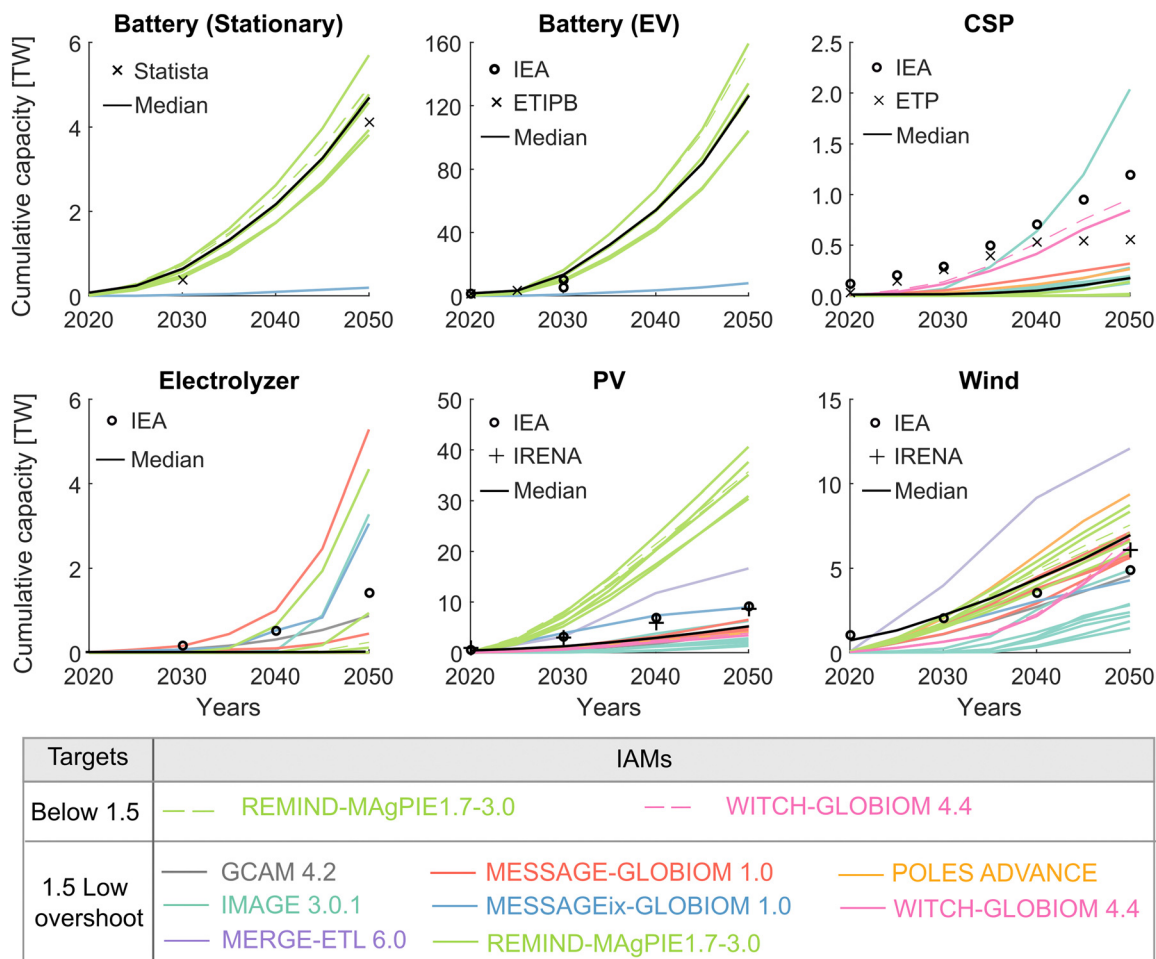 Battery (Stationary)
Cumulative capacity [TW]
6
4
2
0
2020 2030 2040 2050
Statista
Median
Battery (EV)
160
120
80
40
0
2020 2030 2040 2050
IEA
ETIPB
Median
CSP
2.5
2.0
1.5
1.0
0.5
0.0
2020 2030 2040 2050
IEA
ETP
Median
Electrolyzer
Cumulative capacity [TW]
6
4
2
0
2020 2030 2040 2050
Years
IEA
Median
PV
50
40
30
20
10
0
2020 2030 2040 2050
Years
IEA
IRENA
Median
Wind
15
10
5
0
2020 2030 2040 2050
Years
IEA
IRENA
Median
Targets IAMs
Below 1.5 REMIND-MAgPIE1.7-3.0 WITCH-GLOBIOM 4.4
1.5 Low
overshoot
GCAM 4.2 MESSAGE-GLOBIOM 1.0 POLES ADVANCE
IMAGE 3.0.1 MESSAGEix-GLOBIOM 1.0 WITCH-GLOBIOM 4.4
MERGE-ETL 6.0 REMIND-MAgPIE1.7-3.0